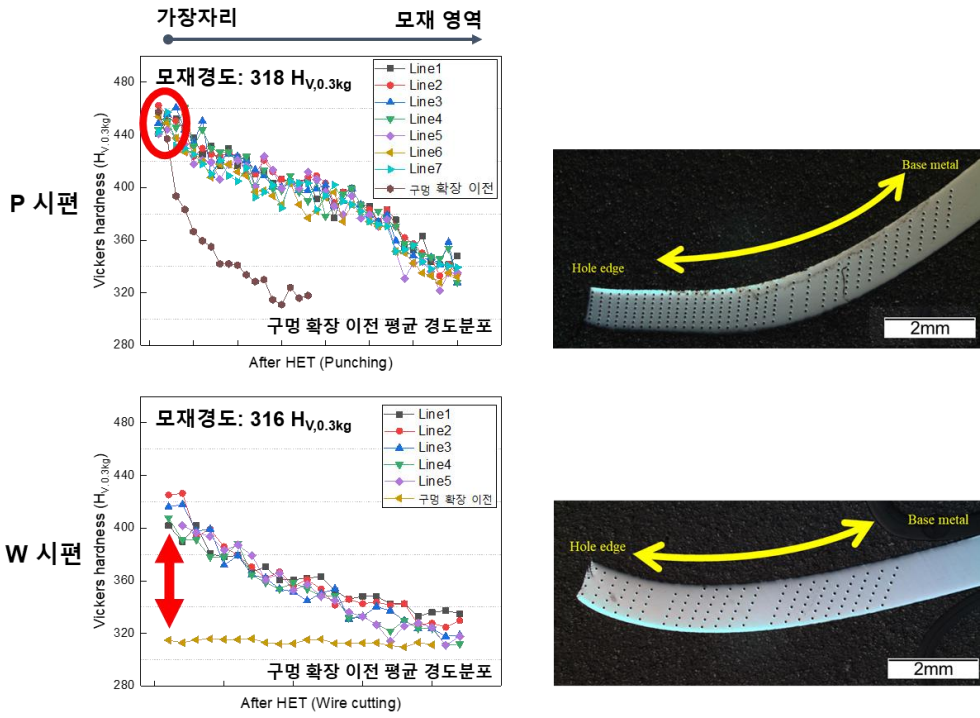 가장자리
모재 영역
P 시편
모재경도: 318 HV,0.3kg
Line1
Line2
Line3
Line4
Line5
Line6
Line7
구멍 확장 이전
480
440
400
360
320
280
Vickers hardness (HV, 0.3kg)
구멍 확장 이전 평균 경도분포
After HET (Punching)
Base metal
Hole edge
2mm
W 시편
모재경도: 316 HV,0.3kg
Line1
Line2
Line3
Line4
Line5
구멍 확장 이전
480
440
400
360
320
280
Vickers hardness (HV, 0.3kg)
구멍 확장 이전 평균 경도분포
After HET (Wire cutting)
Base metal
Hole edge
2mm